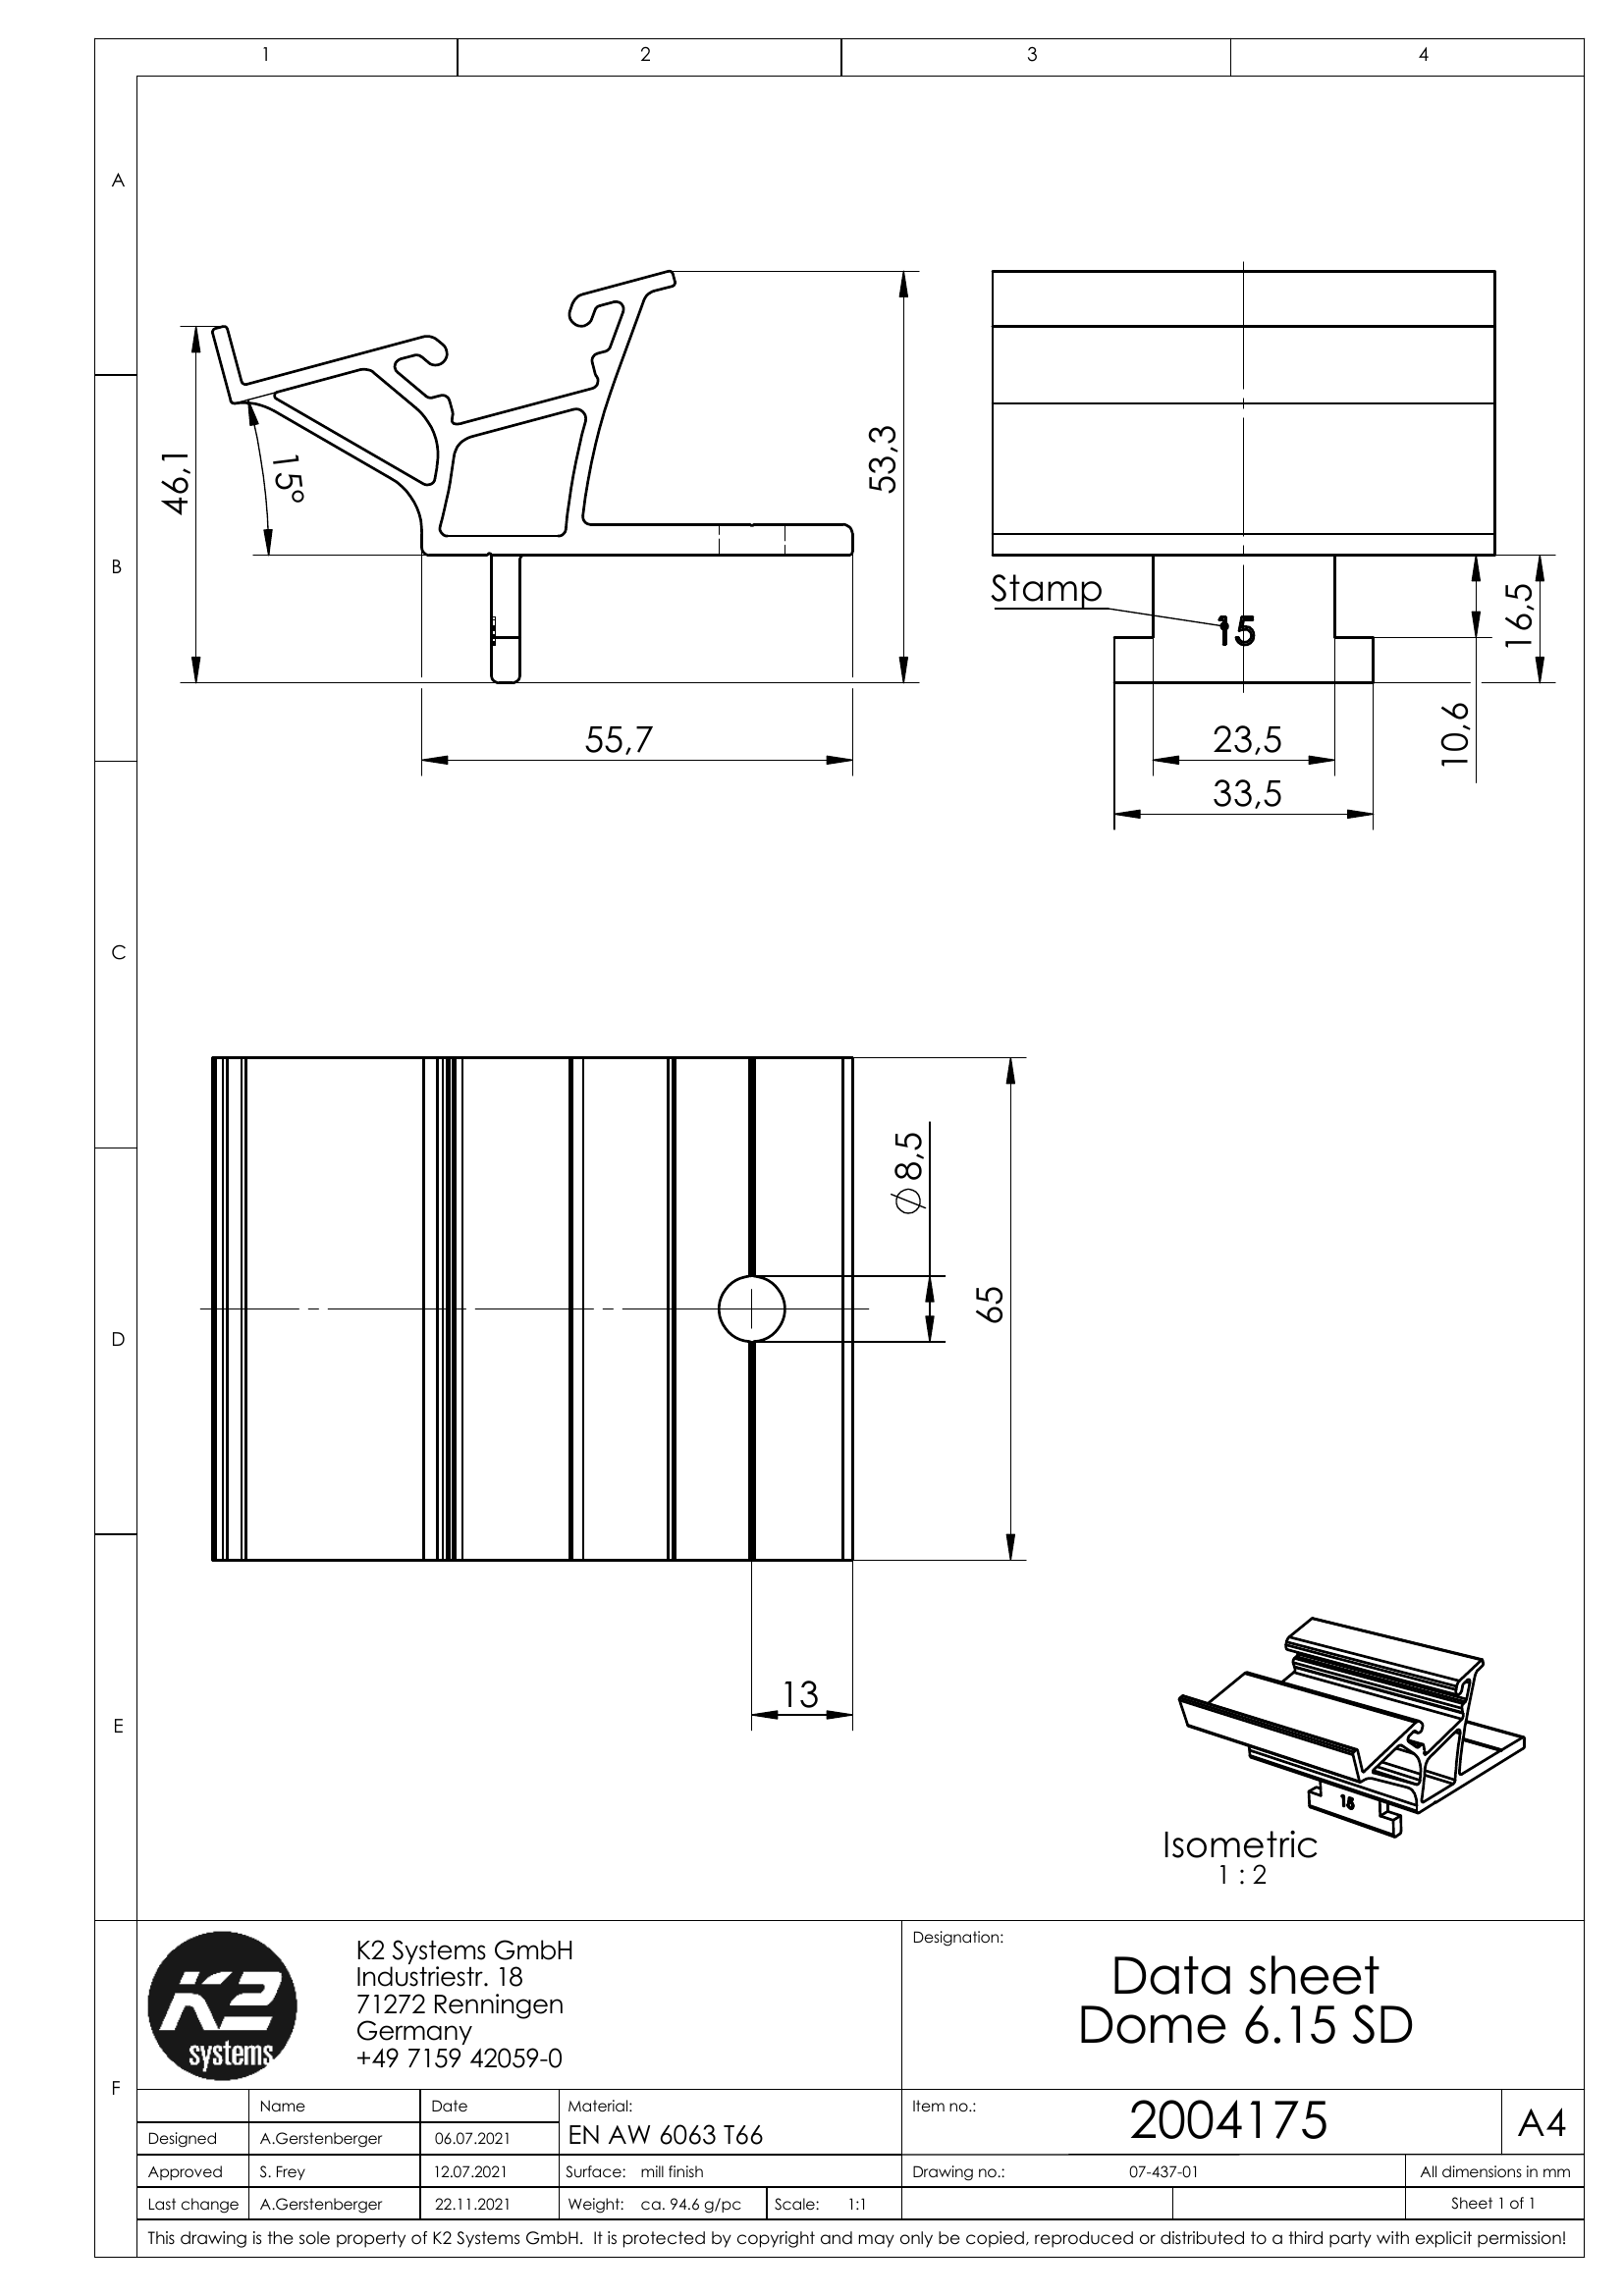 1 2 3 4
A
B
C
D
E
F
46,1
15°
53,3
55,7
Stamp
15
16,5
10,6
23,5
33,5
⌀8,5
65
13
15
Isometric
1 : 2
K2
systems
K2 Systems GmbH
Industriestr. 18
71272 Renningen
Germany
+49 7159 42059-0
Designation:
Data sheet
Dome 6.15 SD
Name Date Material:
EN AW 6063 T66
Item no.: 2004175 A4
Designed A.Gerstenberger 06.07.2021
Approved S. Frey 12.07.2021 Surface: mill finish Drawing no.: 07-437-01 All dimensions in mm
Last change A.Gerstenberger 22.11.2021 Weight: ca. 94.6 g/pc Scale: 1:1 Sheet 1 of 1
This drawing is the sole property of K2 Systems GmbH. It is protected by copyright and may only be copied, reproduced or distributed to a third party with explicit permission!